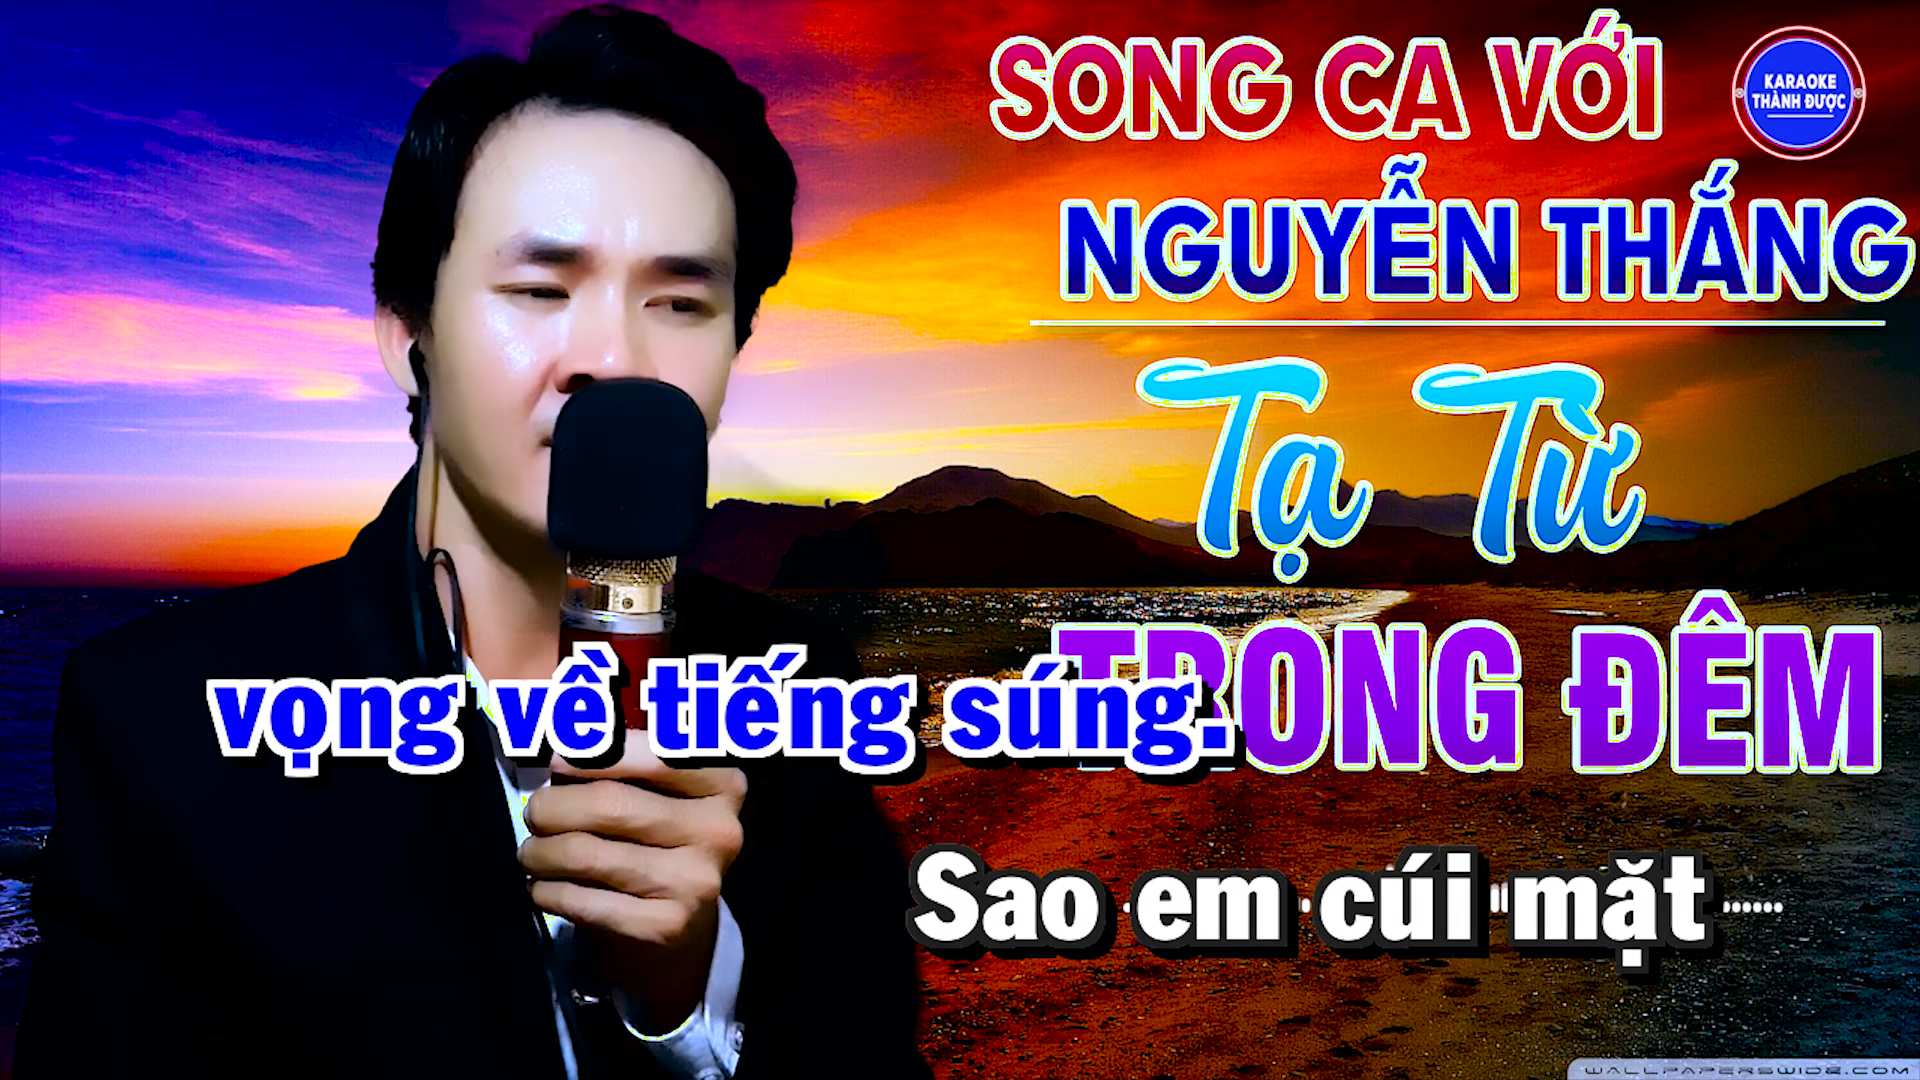 SONG CA VỚI
KARAOKE
THÀNH ĐƯỢC
NGUYỄN THẮNG
Tạ Từ
TRONG ĐÊM
vọng về tiếng súng.
Sao em cúi mặt
WALLPAPERSWIDE.COM